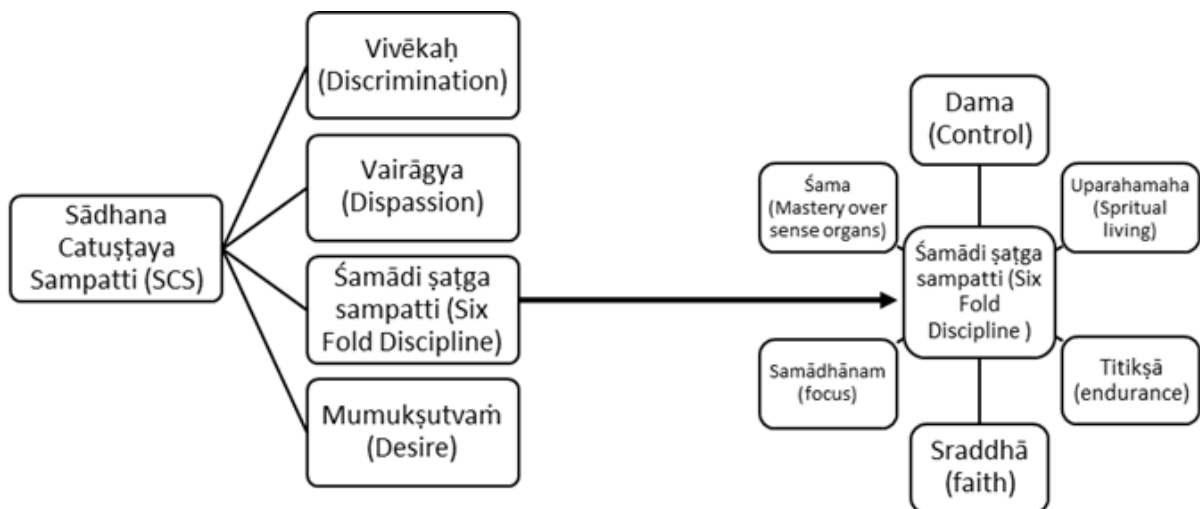 Sādhana
Catuṣṭaya
Sampatti (SCS)
Vivēkaḥ
(Discrimination)
Vairāgya
(Dispassion)
Śamādi ṣaṭga
sampatti (Six
Fold Discipline)
Mumukṣutvaṁ
(Desire)
Dama
(Control)
Śama
(Mastery over
sense organs)
Uparahamaha
(Spritual
living)
Śamādi ṣaṭga
sampatti (Six
Fold
Discipline )
Samādhānam
(focus)
Titikṣā
(endurance)
Sraddhā
(faith)